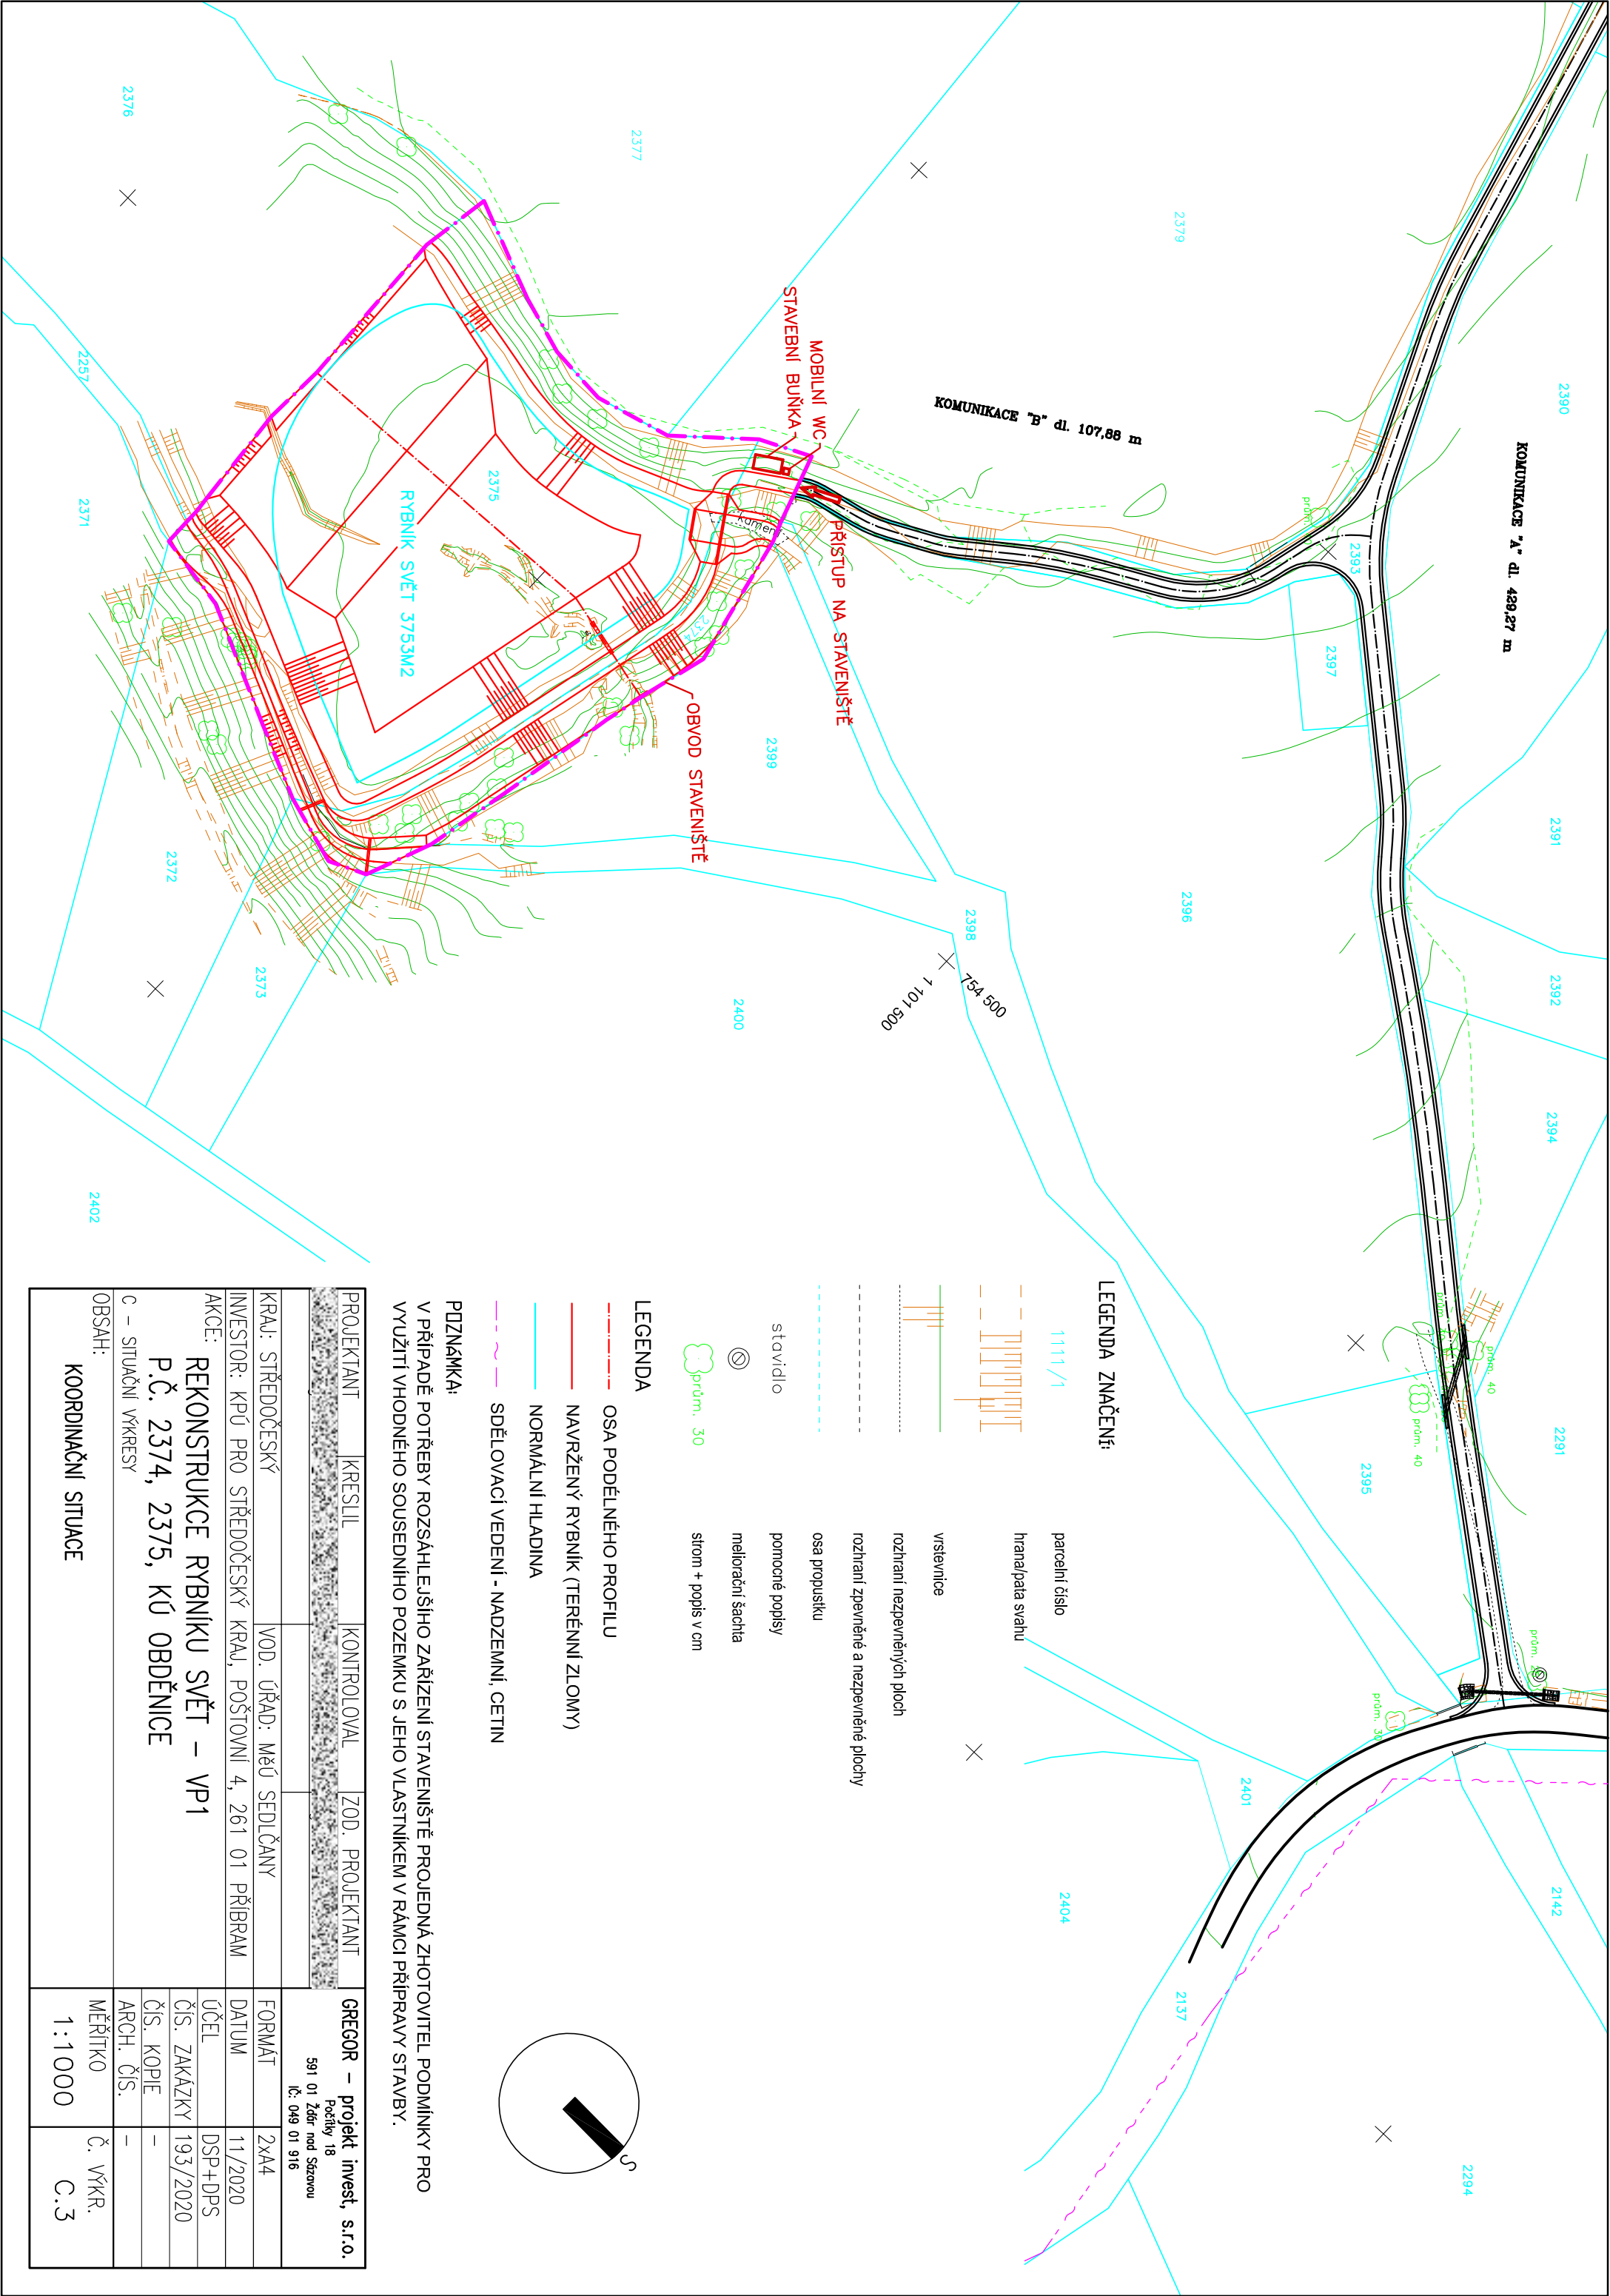 KOMUNIKACE "A" dl. 429,27 m
KOMUNIKACE "B" dl. 107,88 m
2390
2391
2392
2394
2291
2142
2294
2393
2397
2395
2396
2379
2377
2376
2375
2374
2257
2371
2372
2373
2399
2398
2400
2402
2401
2404
2137
prům.
prům. 40
prům. 40
prům.
prům. 30
MOBILNÍ WC
STAVEBNÍ BUŇKA
PŘÍSTUP NA STAVENIŠTĚ
OBVOD STAVENIŠTĚ
RYBNÍK SVĚT 3753M2
kámen
754 500
1 101 500
LEGENDA ZNAČENÍ:
1111/1 parcelní číslo
hrana/pata svahu
vrstevnice
rozhraní nezpevněných ploch
rozhraní zpevněné a nezpevněné plochy
osa propustku
stavidlo pomocné popisy
meliorační šachta
prům. 30 strom + popis v cm
LEGENDA
OSA PODÉLNÉHO PROFILU
NAVRŽENÝ RYBNÍK (TERÉNNÍ ZLOMY)
NORMÁLNÍ HLADINA
SDĚLOVACÍ VEDENÍ - NADZEMNÍ, CETIN
POZNÁMKA:
V PŘÍPADĚ POTŘEBY ROZSÁHLEJŠÍHO ZAŘÍZENÍ STAVENIŠTĚ PROJEDNÁ ZHOTOVITEL PODMÍNKY PRO
VYUŽITÍ VHODNÉHO SOUSEDNÍHO POZEMKU S JEHO VLASTNÍKEM V RÁMCI PŘÍPRAVY STAVBY.
S
PROJEKTANT KRESLIL KONTROLOVAL ZOD. PROJEKTANT
GREGOR – projekt invest, s.r.o.
Počítky 18
591 01 Žďár nad Sázavou
IČ: 049 01 916
KRAJ: STŘEDOČESKÝ VOD. ÚŘAD: MěÚ SEDLČANY
INVESTOR: KPÚ PRO STŘEDOČESKÝ KRAJ, POŠTOVNÍ 4, 261 01 PŘÍBRAM
AKCE:
REKONSTRUKCE RYBNÍKU SVĚT – VP1
P.Č. 2374, 2375, KÚ OBDĚNICE
C – SITUAČNÍ VÝKRESY
OBSAH:
KOORDINAČNÍ SITUACE
FORMÁT 2xA4
DATUM 11/2020
ÚČEL DSP+DPS
ČÍS. ZAKÁZKY 193/2020
ČÍS. KOPIE –
ARCH. ČÍS. –
MĚŘÍTKO Č. VÝKR.
1:1000 C.3